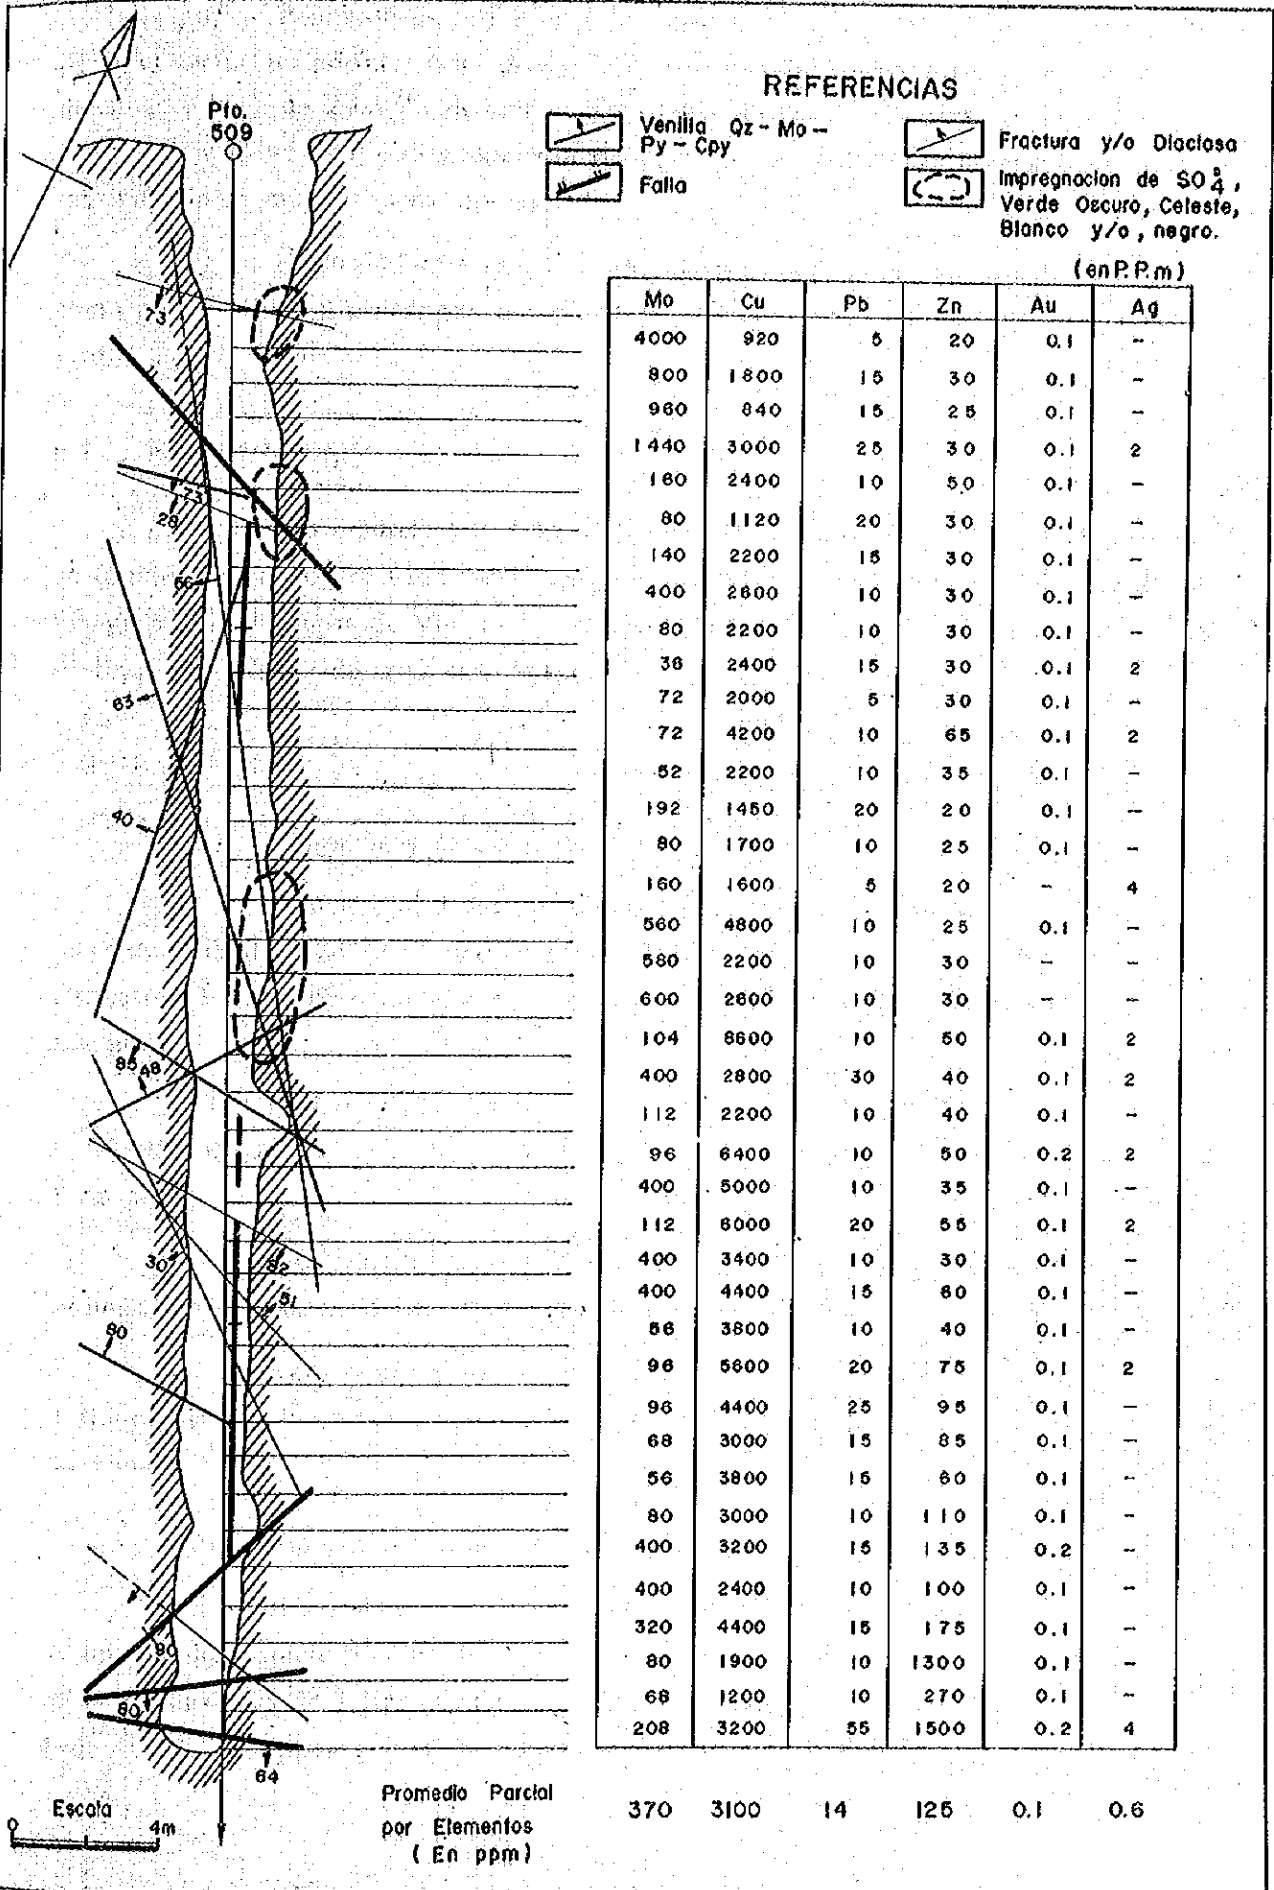 REFERENCIAS
Pto.
509
Venilla Qz - Mo -
Py - Cpy
Falla
Fractura y/o Diaclasa
Impregnacion de SO4,
Verde Oscuro, Celeste,
Blanco y/o, negro.
(en P.P.m)
Mo Cu Pb Zn Au Ag
4000 920 5 20 0.1 -
800 1800 15 30 0.1 -
960 840 15 25 0.1 -
1440 3000 25 30 0.1 2
160 2400 10 50 0.1 -
80 1120 20 30 0.1 -
140 2200 15 30 0.1 -
400 2600 10 30 0.1 -
80 2200 10 30 0.1 -
36 2400 15 30 0.1 2
72 2000 5 30 0.1 -
72 4200 10 65 0.1 2
52 2200 10 35 0.1 -
192 1450 20 20 0.1 -
80 1700 10 25 0.1 -
160 1600 5 20 - 4
560 4800 10 25 0.1 -
580 2200 10 30 - -
600 2600 10 30 - -
104 8600 10 50 0.1 2
400 2800 30 40 0.1 2
112 2200 10 40 0.1 -
96 6400 10 50 0.2 2
400 5000 10 35 0.1 -
112 6000 20 55 0.1 2
400 3400 10 30 0.1 -
400 4400 15 60 0.1 -
56 3800 10 40 0.1 -
96 5600 20 75 0.1 2
96 4400 25 95 0.1 -
68 3000 15 85 0.1 -
56 3800 15 60 0.1 -
80 3000 10 110 0.1 -
400 3200 15 135 0.2 -
400 2400 10 100 0.1 -
320 4400 15 175 0.1 -
80 1900 10 1300 0.1 -
68 1200 10 270 0.1 -
208 3200 55 1500 0.2 4
73
73
28
66
63
40
85
48
30
82
51
80
90
80
64
Escala
0 4m
Promedio Parcial
por Elementos
(En ppm)
370 3100 14 125 0.1 0.6